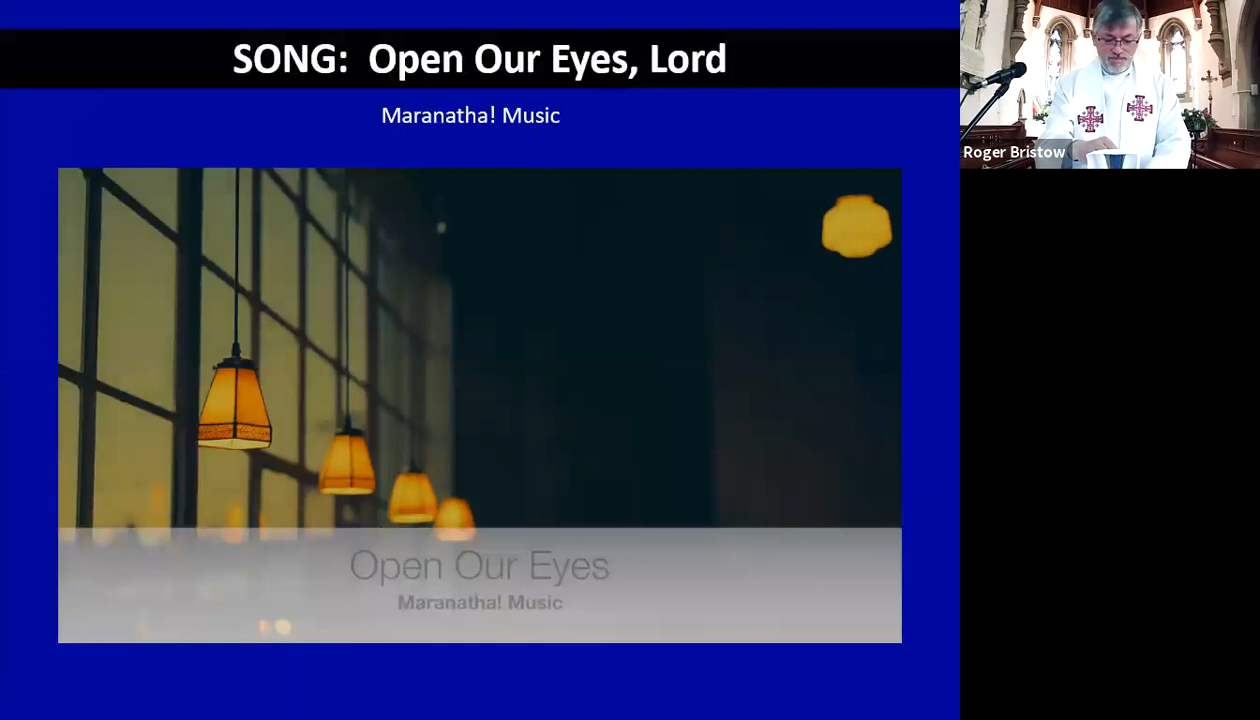 SONG:  Open Our Eyes, Lord
Maranatha! Music
Roger Bristow
Open Our Eyes
Maranatha! Music